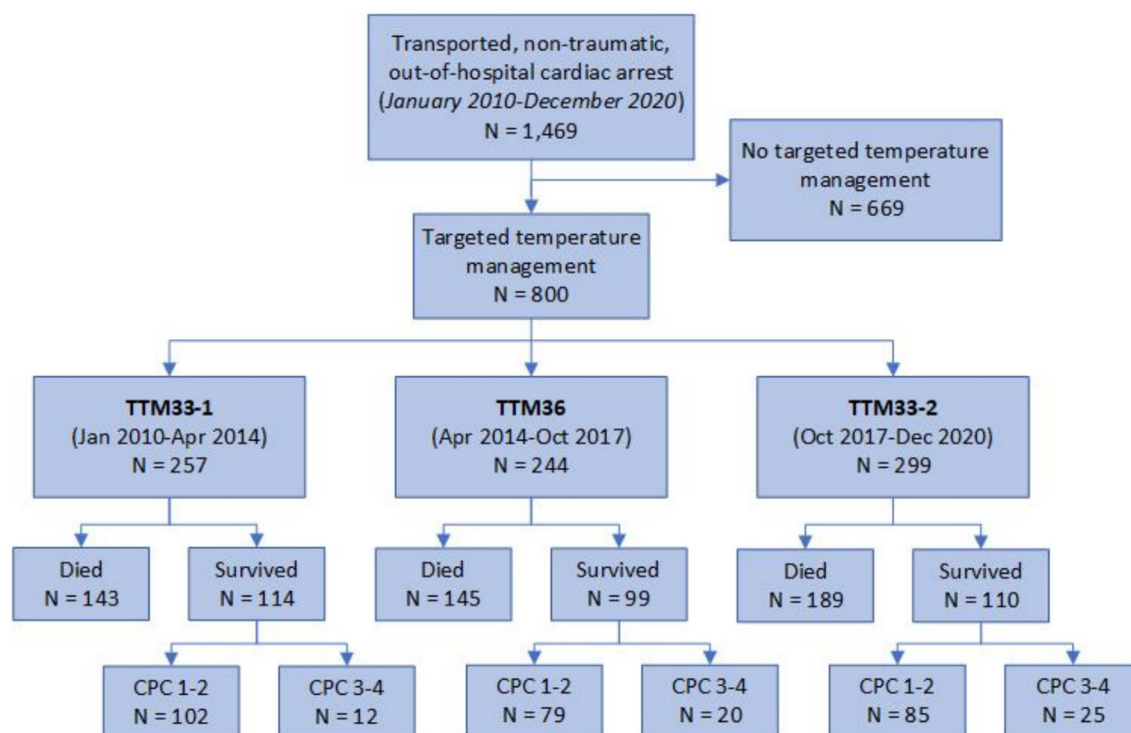 Transported, non-traumatic,
out-of-hospital cardiac arrest
(January 2010-December 2020)
N = 1,469
No targeted temperature
management
N = 669
Targeted temperature
management
N = 800
TTM33-1
(Jan 2010-Apr 2014)
N = 257
TTM36
(Apr 2014-Oct 2017)
N = 244
TTM33-2
(Oct 2017-Dec 2020)
N = 299
Died
N = 143
Survived
N = 114
Died
N = 145
Survived
N = 99
Died
N = 189
Survived
N = 110
CPC 1-2
N = 102
CPC 3-4
N = 12
CPC 1-2
N = 79
CPC 3-4
N = 20
CPC 1-2
N = 85
CPC 3-4
N = 25